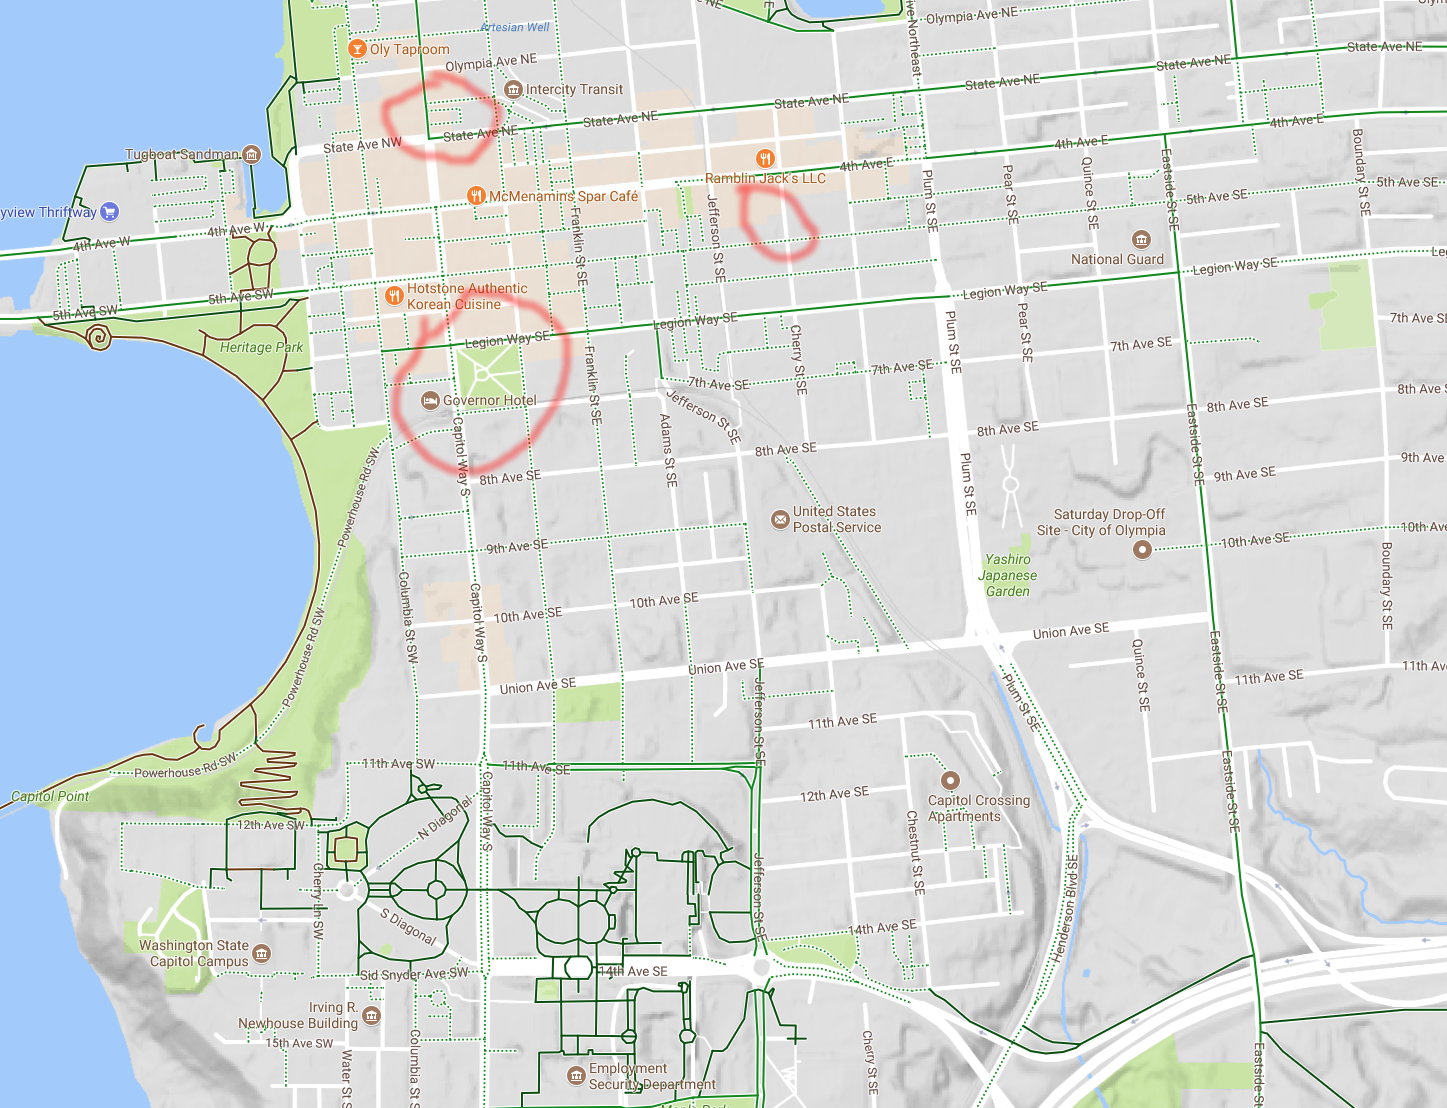 Olympia Ave NE
Artesian Well
Oly Taproom
Olympia Ave NE
State Ave NE
State Ave NE
Intercity Transit
State Ave NE
State Ave NE
State Ave NE
State Ave NE
State Ave NW
4th Ave E
4th Ave E
4th Ave E
Tugboat Sandman
Ramblin Jack's LLC
McMenamins Spar Café
yview Thriftway
5th Ave SE
5th Ave SE
4th Ave W
4th Ave W
Franklin St SE
Jefferson St SE
Plum St SE
Pear St SE
Quince St SE
Eastside St SE
Boundary St SE
National Guard
Legion Way SE
Legion Way SE
Hotstone Authentic
Korean Cuisine
5th Ave SW
5th Ave SW
Legion Way SE
Legion Way SE
Heritage Park
7th Ave SE
7th Ave SE
7th Ave SE
Cherry St SE
Plum St SE
Pear St SE
Governor Hotel
Franklin St SE
Jefferson St SE
8th Ave SE
8th Ave SE
8th Ave SE
8th Ave SE
Capitol Way S
Adams St SE
Powerhouse Rd SW
Plum St SE
Eastside St SE
9th Ave SE
9th Ave
United States
Postal Service
Saturday Drop-Off
Site - City of Olympia
9th Ave SE
10th Ave SE
Yashiro
Japanese
Garden
Columbia St SW
Capitol Way S
10th Ave SE
10th Ave SE
Boundary St SE
Powerhouse Rd SW
Union Ave SE
Union Ave SE
Union Ave SE
Quince St SE
Eastside St SE
11th Ave SE
Plum St SE
Jefferson St SE
11th Ave SE
11th Ave SW
11th Ave SE
Powerhouse Rd SW
Capitol Point
Capitol Way S
12th Ave SE
Capitol Crossing
Apartments
Eastside St SE
12th Ave SW
N Diagonal
Chestnut St SE
Cherry Ln SW
Jefferson St SE
Henderson Blvd SE
S Diagonal
14th Ave SE
Washington State
Capitol Campus
Sid Snyder Ave SW
14th Ave SE
Irving R.
Newhouse Building
15th Ave SW
Water St S
Columbia St S
Cherry St SE
Eastside St
Employment
Security Department